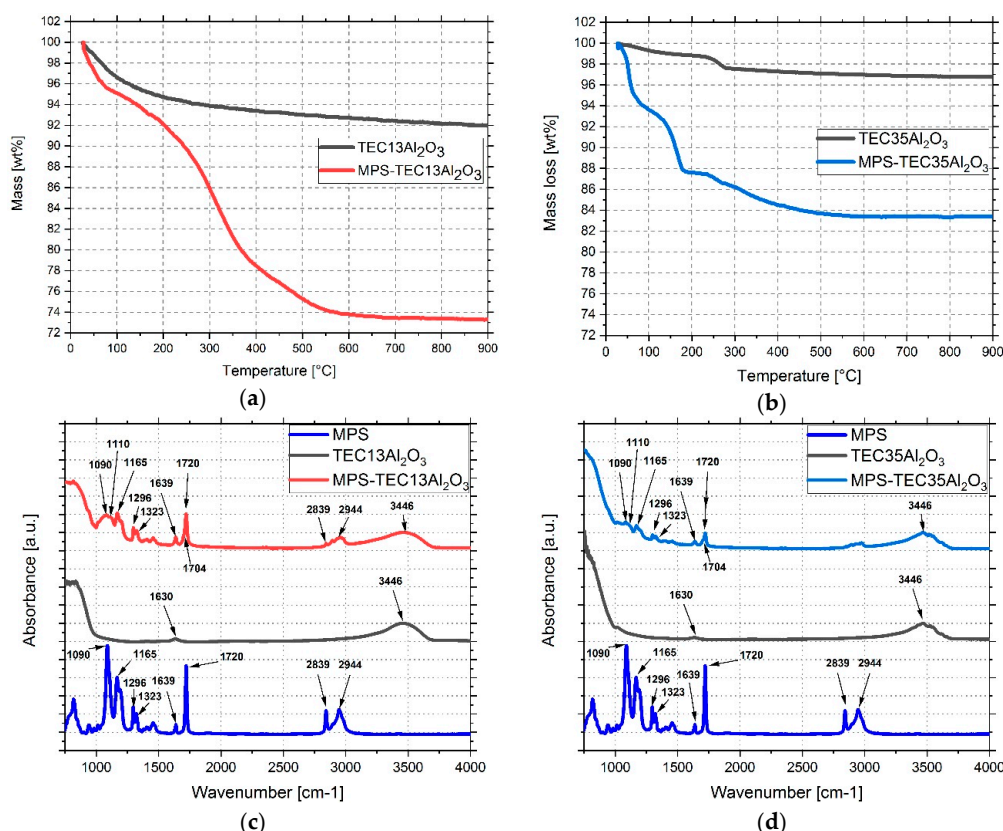 100
98
96
94
92
90
88
86
84
82
80
78
76
74
72
Mass [wt%]
TEC13Al₂O₃
MPS-TEC13Al₂O₃
0 100 200 300 400 500 600 700 800 900
Temperature [°C]
(a)
100
98
96
94
92
90
88
86
84
82
80
78
76
74
72
Mass loss [wt%]
TEC35Al₂O₃
MPS-TEC35Al₂O₃
0 100 200 300 400 500 600 700 800 900
Temperature [°C]
(b)
Absorbance [a.u.]
MPS
TEC13Al₂O₃
MPS-TEC13Al₂O₃
1090
1110
1165
1296
1323
1639
1720
1704
2839
2944
3446
1630
3446
1090
1165
1296
1323
1639
1720
2839
2944
1000 1500 2000 2500 3000 3500 4000
Wavenumber [cm-1]
(c)
Absorbance [a.u.]
MPS
TEC35Al₂O₃
MPS-TEC35Al₂O₃
1090
1110
1165
1296
1323
1639
1720
1704
3446
1630
3446
1090
1165
1296
1323
1639
1720
2839
2944
1000 1500 2000 2500 3000 3500 4000
Wavenumber [cm-1]
(d)